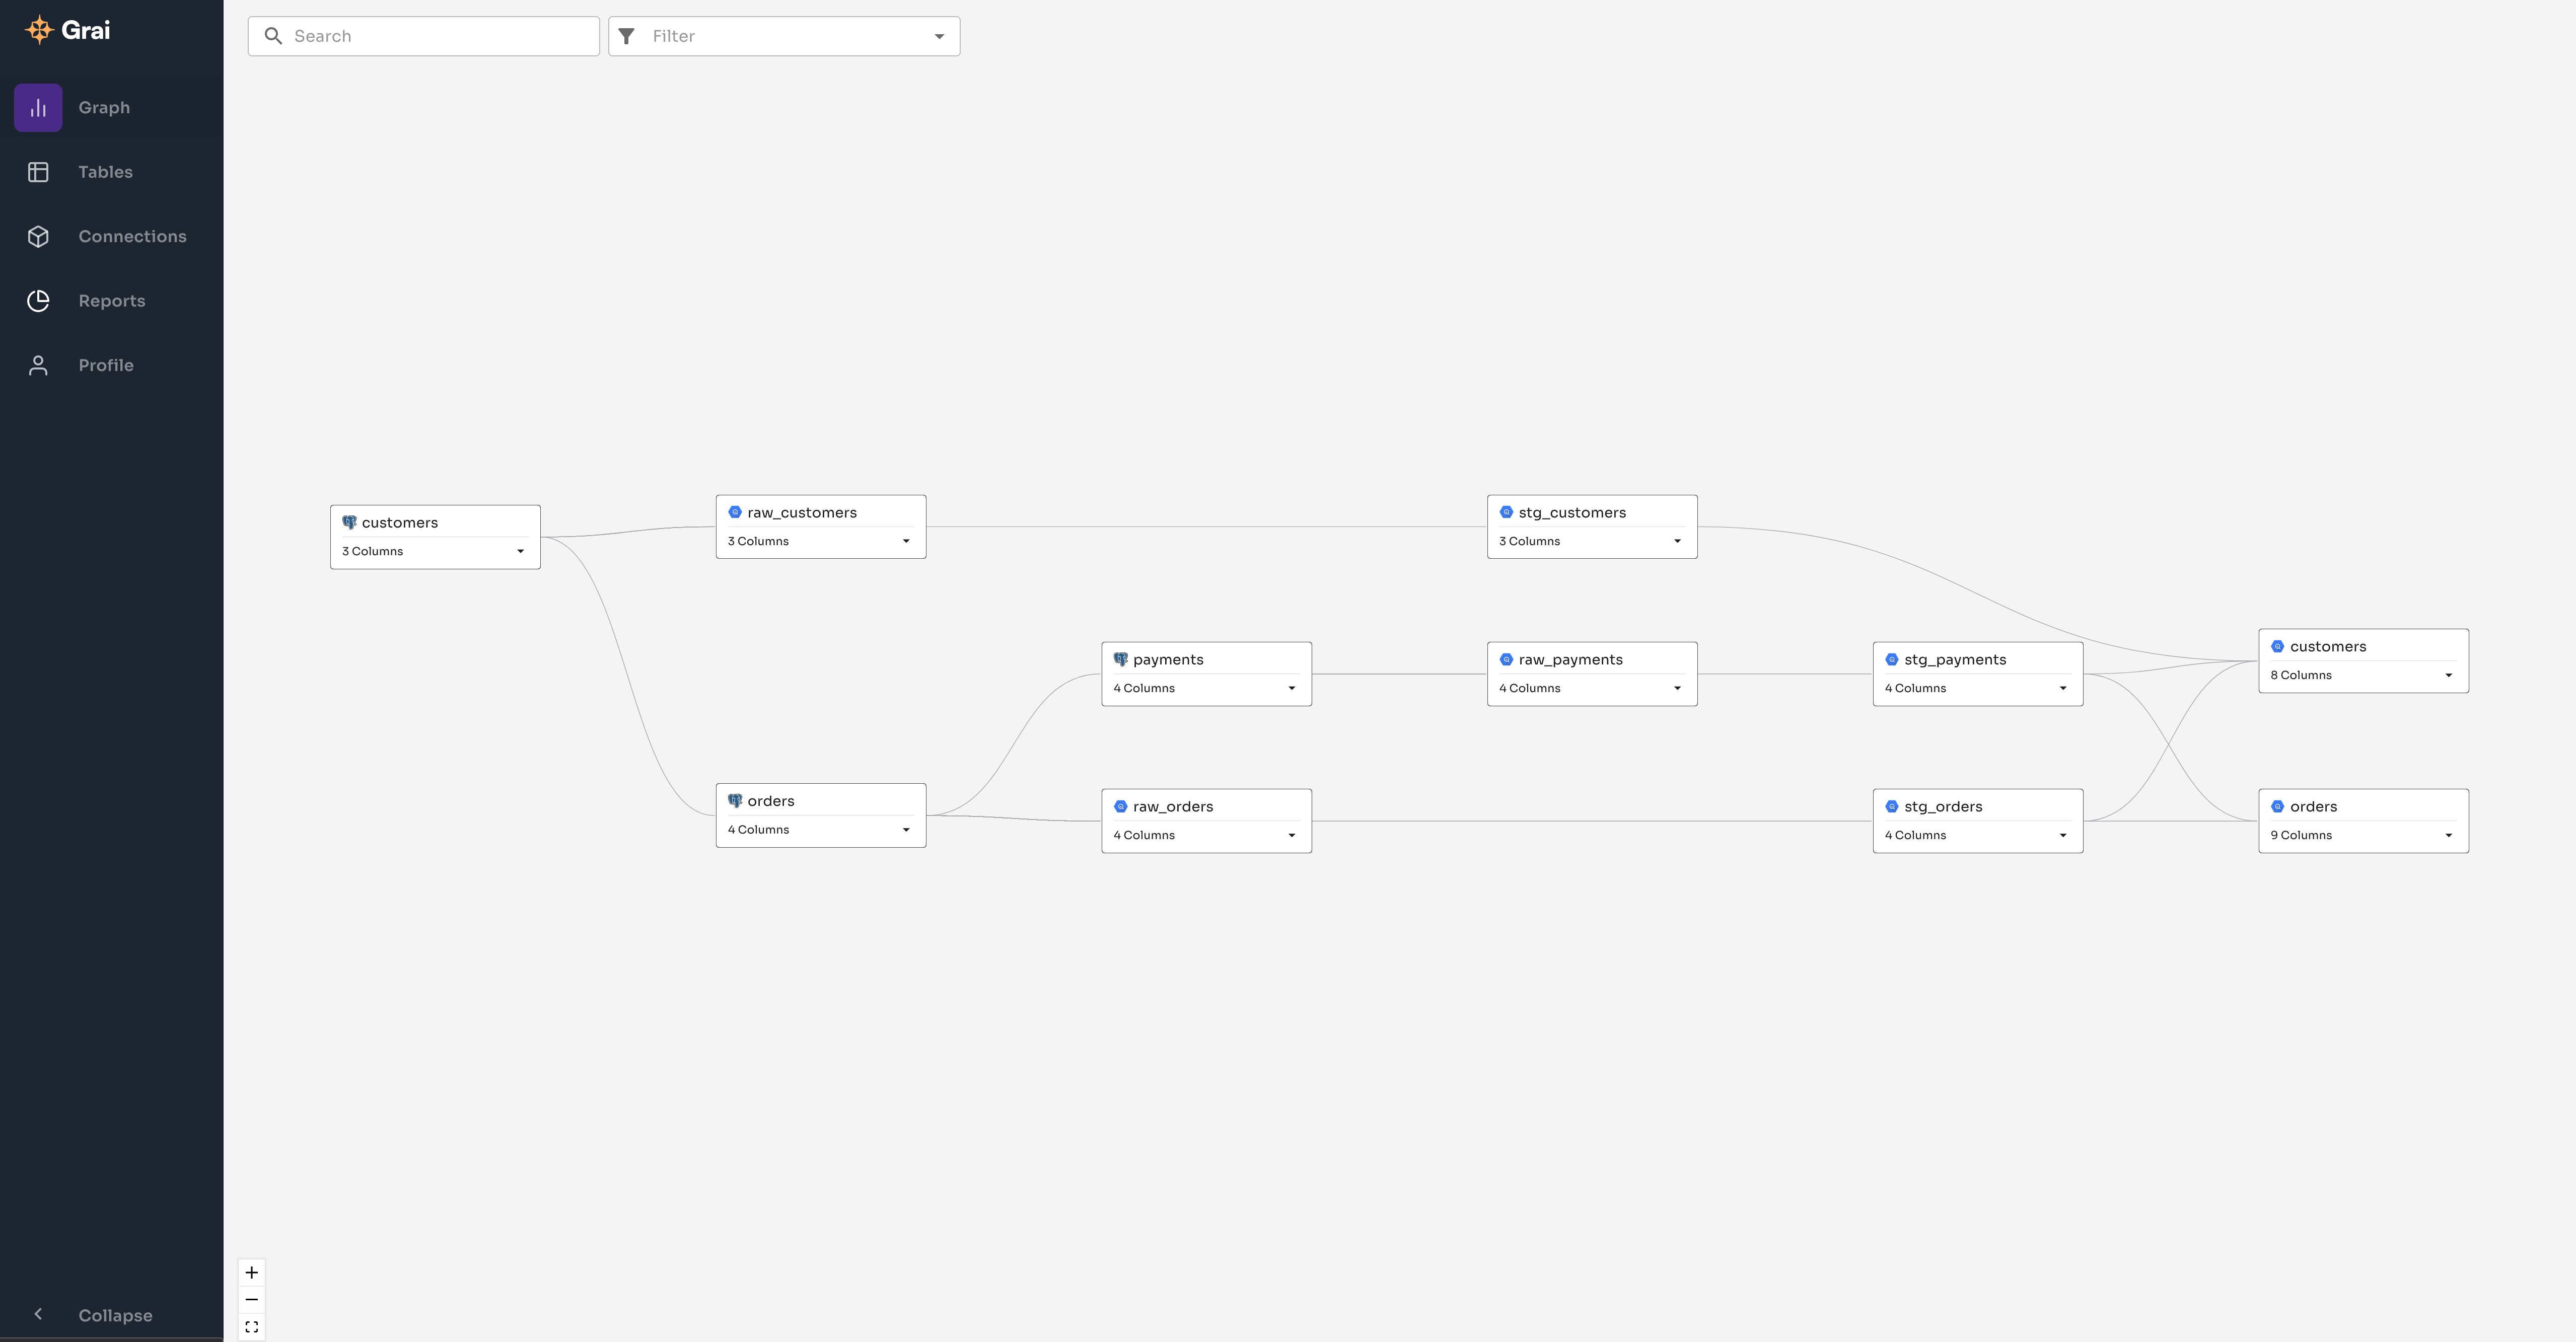 Grai
Graph
Tables
Connections
Reports
Profile
Collapse
Search
Filter
customers
3 Columns
raw_customers
3 Columns
orders
4 Columns
payments
4 Columns
raw_orders
4 Columns
stg_customers
3 Columns
raw_payments
4 Columns
stg_payments
4 Columns
stg_orders
4 Columns
customers
8 Columns
orders
9 Columns